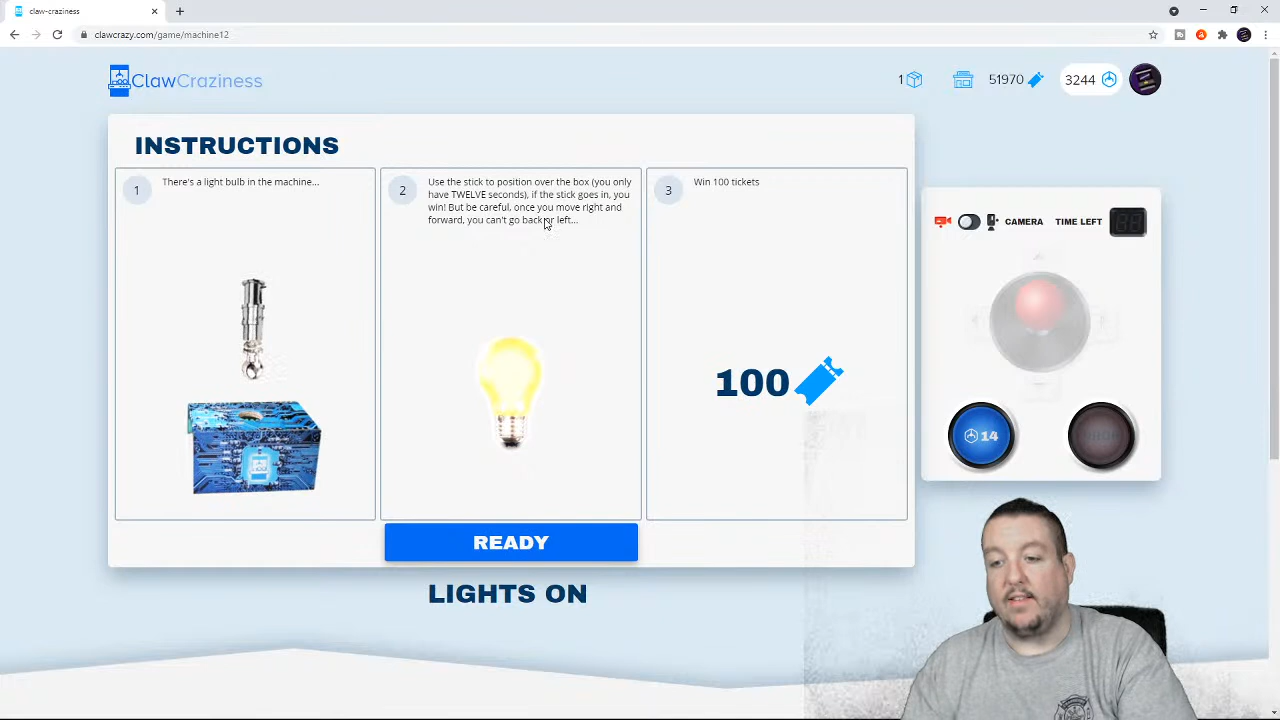 claw-craziness
clawcrazy.com/game/machine12
ClawCraziness
1
51970
3244
INSTRUCTIONS
1
There's a light bulb in the machine...
2
Use the stick to position over the box (you only
have TWELVE seconds), if the stick goes in, you
win! But be careful, once you move right and
forward, you can't go back or left...
3
Win 100 tickets
100
READY
LIGHTS ON
CAMERA
TIME LEFT
14